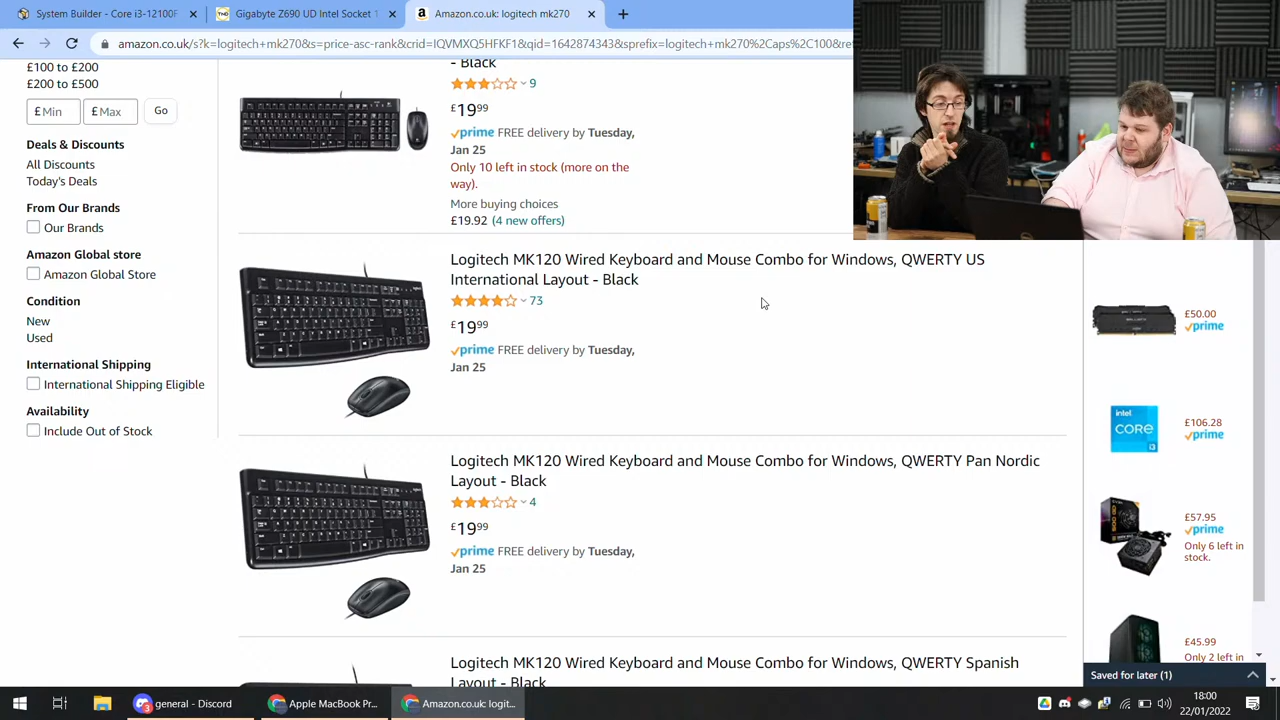 System Builder - Core i3-12100F
Gigabyte Z690 UD Intel Socket
Amazon.co.uk: logitech mk270
amazon.co.uk/s?k=logitech+mk270&s=price-asc-rank&crid=IQVMXQ5HFKF1&qid=1642874343&sprefix=logitech+mk270%2Caps%2C100&re
£100 to £200
£200 to £500
£ Min
£ Max
Go
Deals & Discounts
All Discounts
Today's Deals
From Our Brands
Our Brands
Amazon Global store
Amazon Global Store
Condition
New
Used
International Shipping
International Shipping Eligible
Availability
Include Out of Stock
- Black
9
£19.99
prime FREE delivery by Tuesday,
Jan 25
Only 10 left in stock (more on the
way).
More buying choices
£19.92 (4 new offers)
Logitech MK120 Wired Keyboard and Mouse Combo for Windows, QWERTY US
International Layout - Black
73
£19.99
prime FREE delivery by Tuesday,
Jan 25
Logitech MK120 Wired Keyboard and Mouse Combo for Windows, QWERTY Pan Nordic
Layout - Black
4
£19.99
prime FREE delivery by Tuesday,
Jan 25
Logitech MK120 Wired Keyboard and Mouse Combo for Windows, QWERTY Spanish
Layout - Black
£50.00
prime
intel
CORE
i3
£106.28
prime
£57.95
prime
Only 6 left in
stock.
£45.99
Only 2 left in
Saved for later (1)
general - Discord
Apple MacBook Pr...
Amazon.co.uk: logit...
18:00
22/01/2022